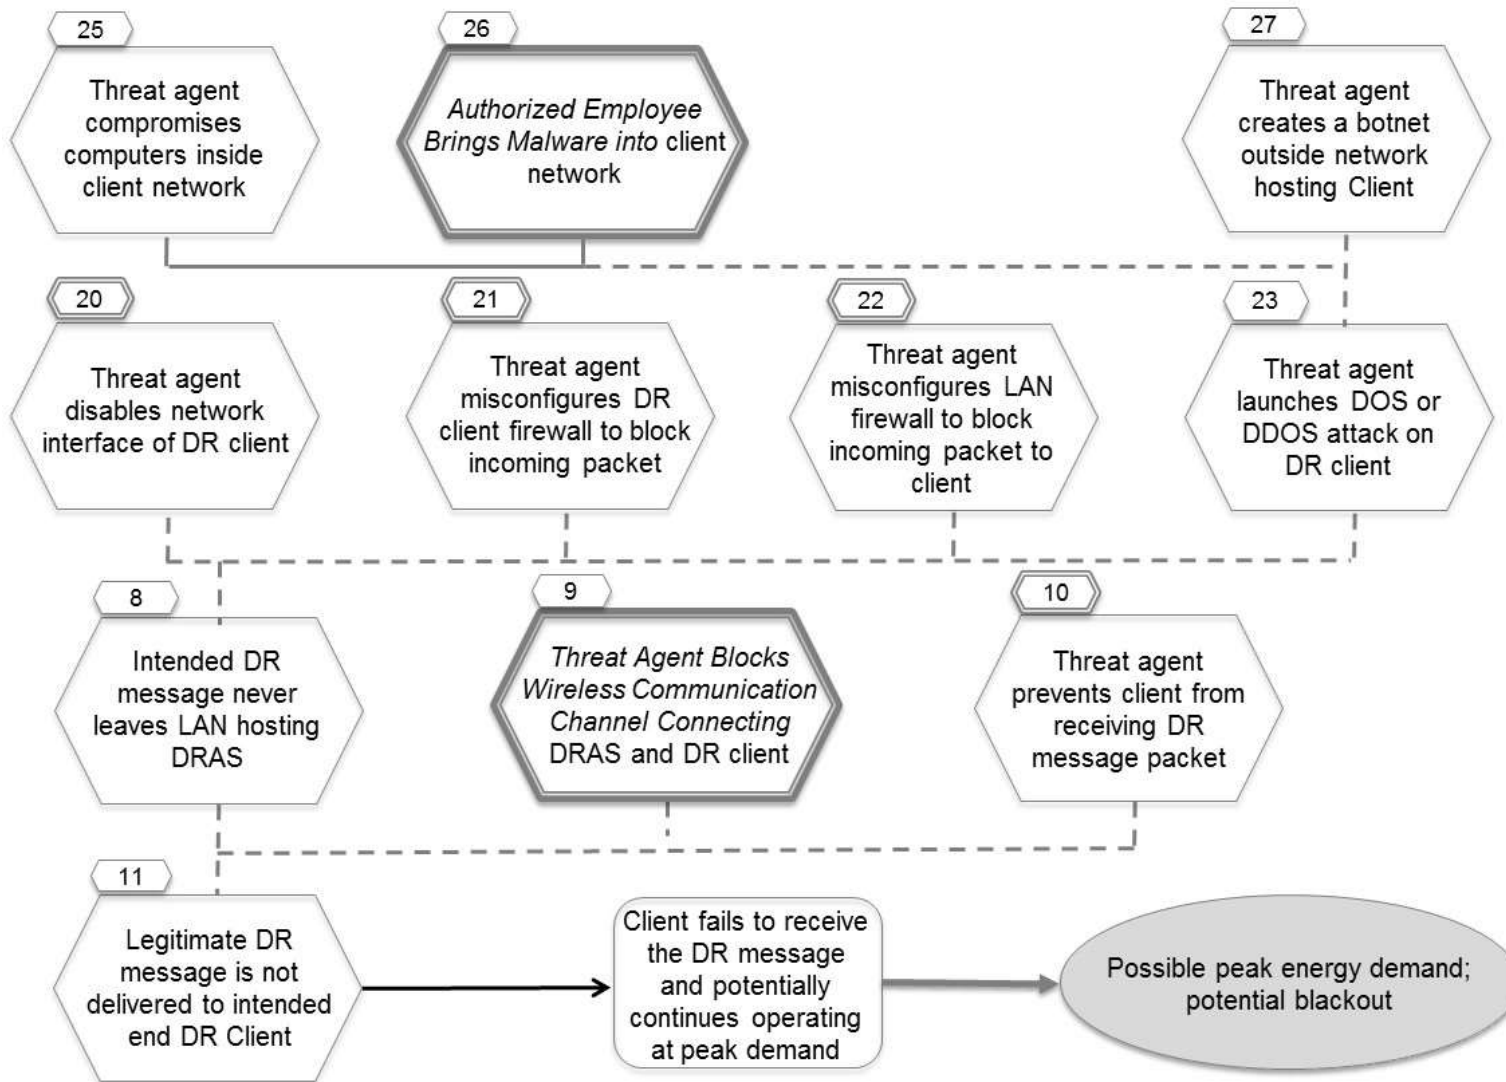 25
Threat agent
compromises
computers inside
client network
26
Authorized Employee
Brings Malware into client
network
27
Threat agent
creates a botnet
outside network
hosting Client
20
Threat agent
disables network
interface of DR client
21
Threat agent
misconfigures DR
client firewall to block
incoming packet
22
Threat agent
misconfigures LAN
firewall to block
incoming packet to
client
23
Threat agent
launches DOS or
DDOS attack on
DR client
8
Intended DR
message never
leaves LAN hosting
DRAS
9
Threat Agent Blocks
Wireless Communication
Channel Connecting
DRAS and DR client
10
Threat agent
prevents client from
receiving DR
message packet
11
Legitimate DR
message is not
delivered to intended
end DR Client
Client fails to receive
the DR message
and potentially
continues operating
at peak demand
Possible peak energy demand;
potential blackout